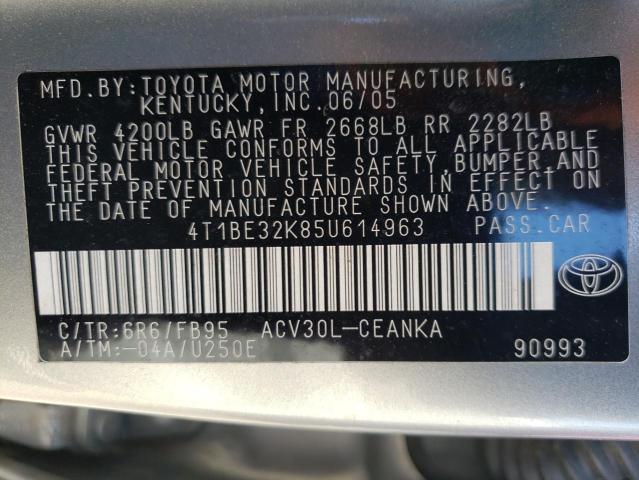 MFD.BY:TOYOTA MOTOR MANUFACTURING,
KENTUCKY,INC.06/05
GVWR 4200LB GAWR FR 2668LB RR 2282LB
THIS VEHICLE CONFORMS TO ALL APPLICABLE
FEDERAL MOTOR VEHICLE SAFETY,BUMPER AND
THEFT PREVENTION STANDARDS IN EFFECT ON
THE DATE OF MANUFACTURE SHOWN ABOVE.
4T1BE32K85U614963 PASS.CAR
C/TR:6R6/FB95 ACV30L-CEANKA
A/TM:-04A/U250E 90993
TOYOTA